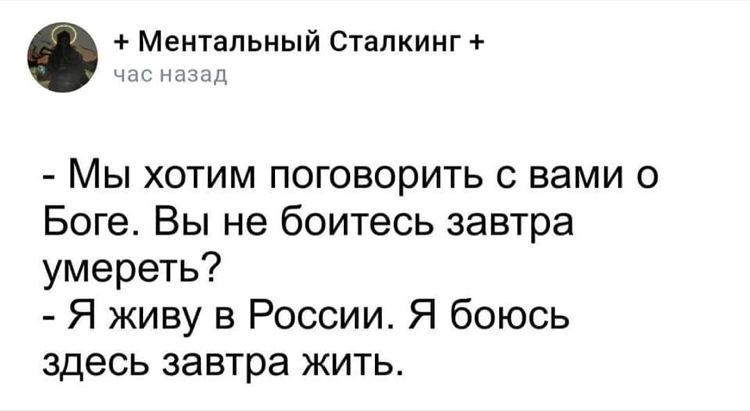 + Ментальный Сталкинг +
час назад
- Мы хотим поговорить с вами о
Боге. Вы не боитесь завтра
умереть?
- Я живу в России. Я боюсь
здесь завтра жить.